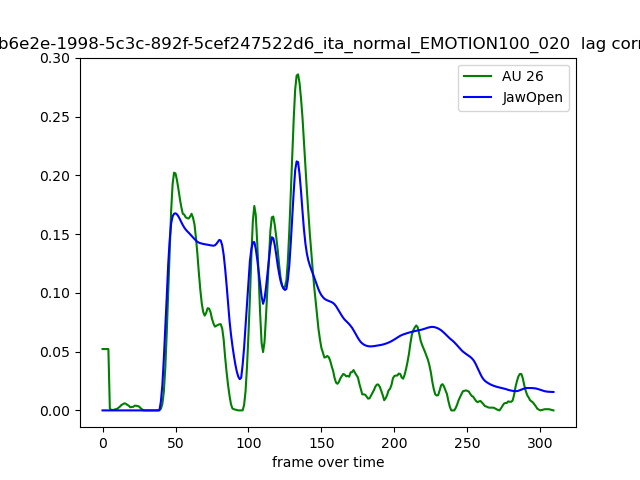 b6e2e-1998-5c3c-892f-5cef247522d6_ita_normal_EMOTION100_020 lag corr
0.30
0.25
0.20
0.15
0.10
0.05
0.00
AU 26
JawOpen
0 50 100 150 200 250 300
frame over time